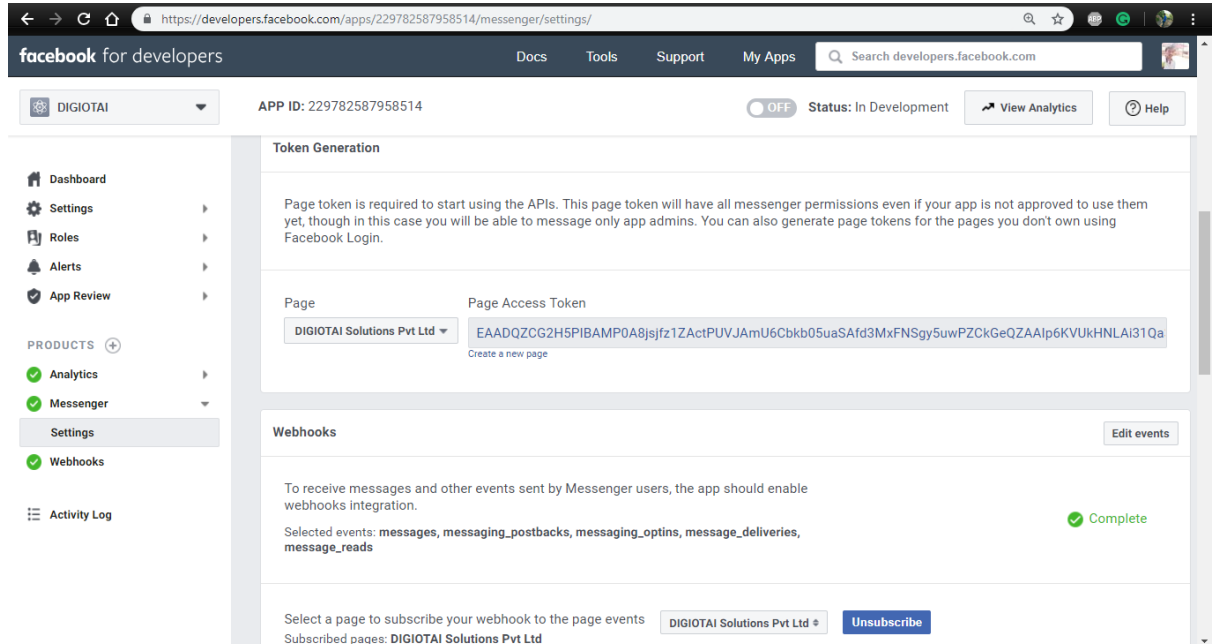 https://developers.facebook.com/apps/229782587958514/messenger/settings/
facebook for developers
Docs
Tools
Support
My Apps
Search developers.facebook.com
DIGIOTAI
APP ID: 229782587958514
OFF
Status: In Development
View Analytics
Help
Dashboard
Settings
Roles
Alerts
App Review
PRODUCTS
Analytics
Messenger
Settings
Webhooks
Activity Log
Token Generation
Page token is required to start using the APIs. This page token will have all messenger permissions even if your app is not approved to use them
yet, though in this case you will be able to message only app admins. You can also generate page tokens for the pages you don't own using
Facebook Login.
Page
Page Access Token
DIGIOTAI Solutions Pvt Ltd
EAADQZCG2H5PIBAMP0A8jsjfz1ZActPUVJAmU6Cbkb05uaSAfd3MxFNSgy5uwPZCkGeQZAAIp6KVUkHNLAi31Qa
Create a new page
Webhooks
Edit events
To receive messages and other events sent by Messenger users, the app should enable
webhooks integration.
Selected events: messages, messaging_postbacks, messaging_optins, message_deliveries,
message_reads
Complete
Select a page to subscribe your webhook to the page events
DIGIOTAI Solutions Pvt Ltd
Unsubscribe
Subscribed pages: DIGIOTAI Solutions Pvt Ltd